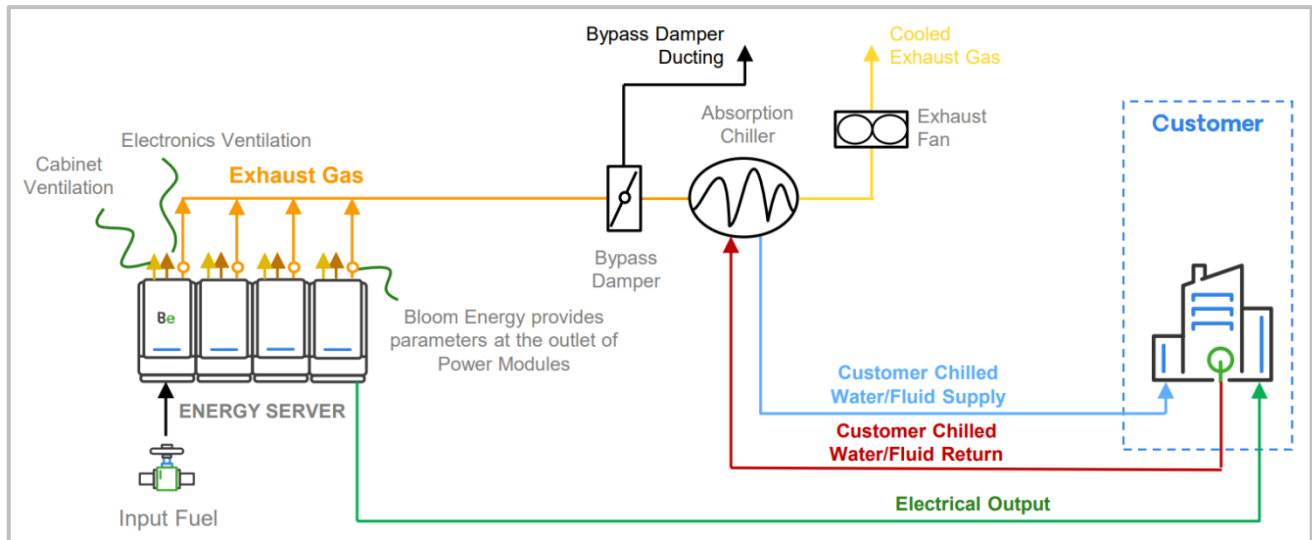 Bypass Damper
Ducting
Cooled
Exhaust Gas
Electronics Ventilation
Cabinet
Ventilation
Exhaust Gas
Absorption
Chiller
Exhaust
Fan
Customer
Bypass
Damper
Be
Bloom Energy provides
parameters at the outlet of
Power Modules
ENERGY SERVER
Customer Chilled
Water/Fluid Supply
Customer Chilled
Water/Fluid Return
Input Fuel
Electrical Output